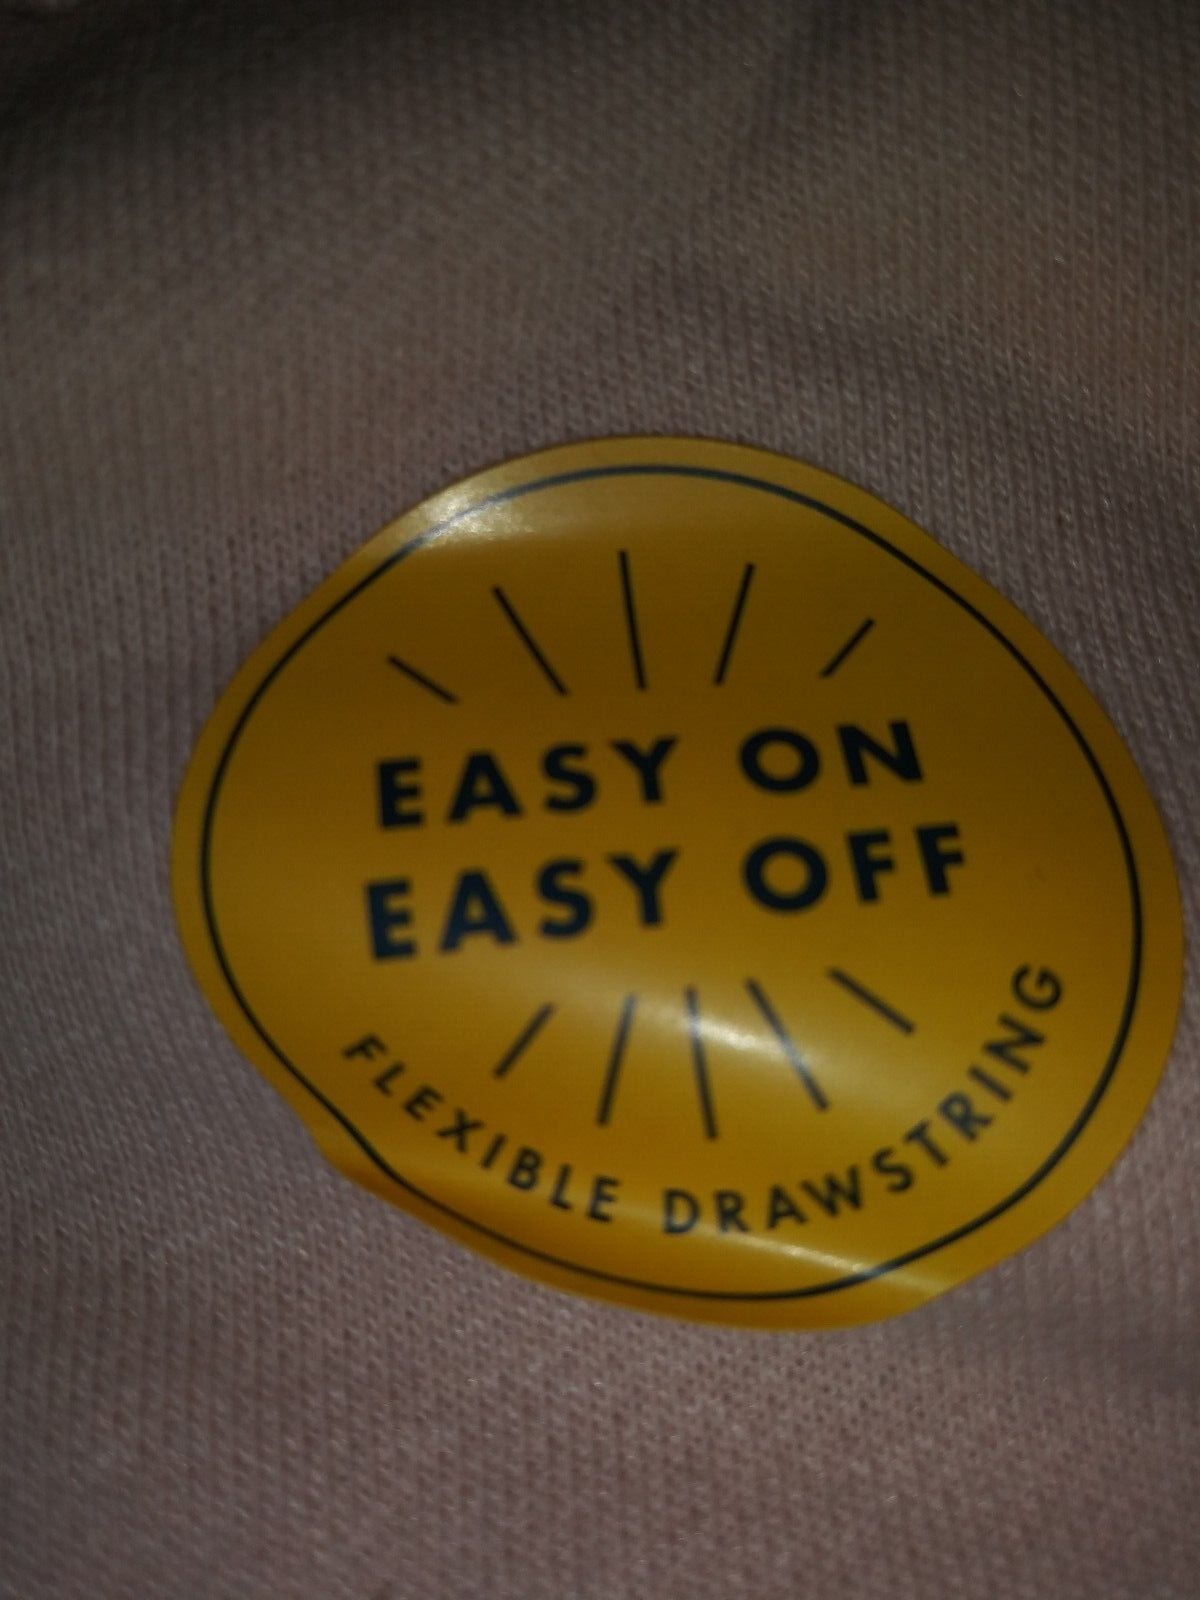 EASY ON
EASY OFF
FLEXIBLE DRAWSTRING